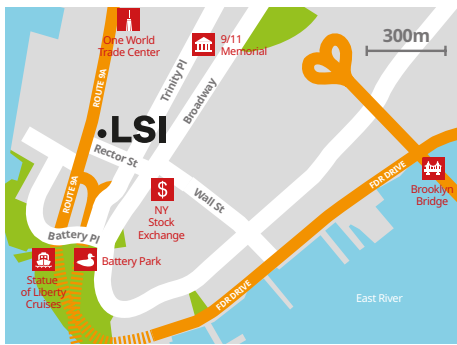 One World
Trade Center
9/11
Memorial
300m
ROUTE 9A
Trinity Pl
Broadway
LSI
Rector St
FDR DRIVE
Brooklyn
Bridge
ROUTE 9A
$
NY
Stock
Exchange
Wall St
Battery Pl
Battery Park
Statue
of Liberty
Cruises
FDR DRIVE
East River